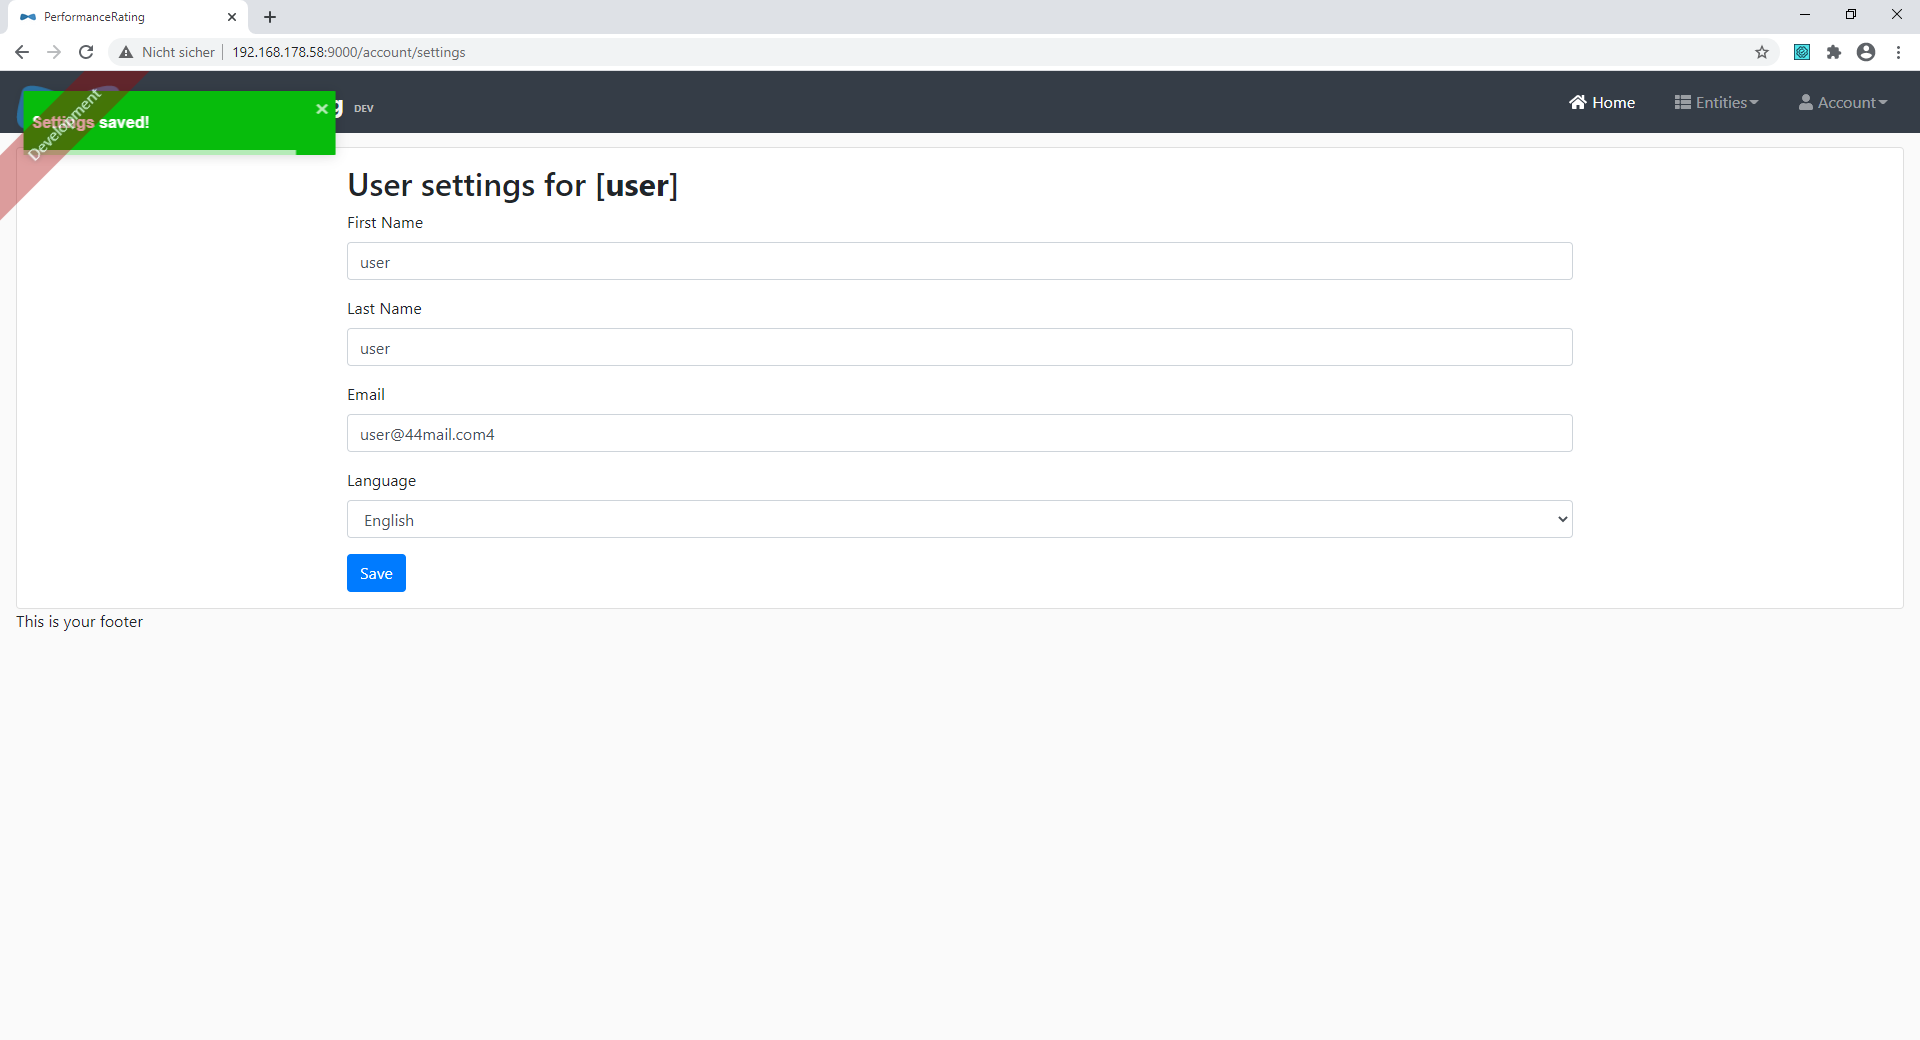 PerformanceRating
Nicht sicher
192.168.178.58:9000/account/settings
Development
Settings saved!
g DEV
Home
Entities
Account
User settings for [user]
First Name
user
Last Name
user
Email
user@44mail.com4
Language
English
Save
This is your footer